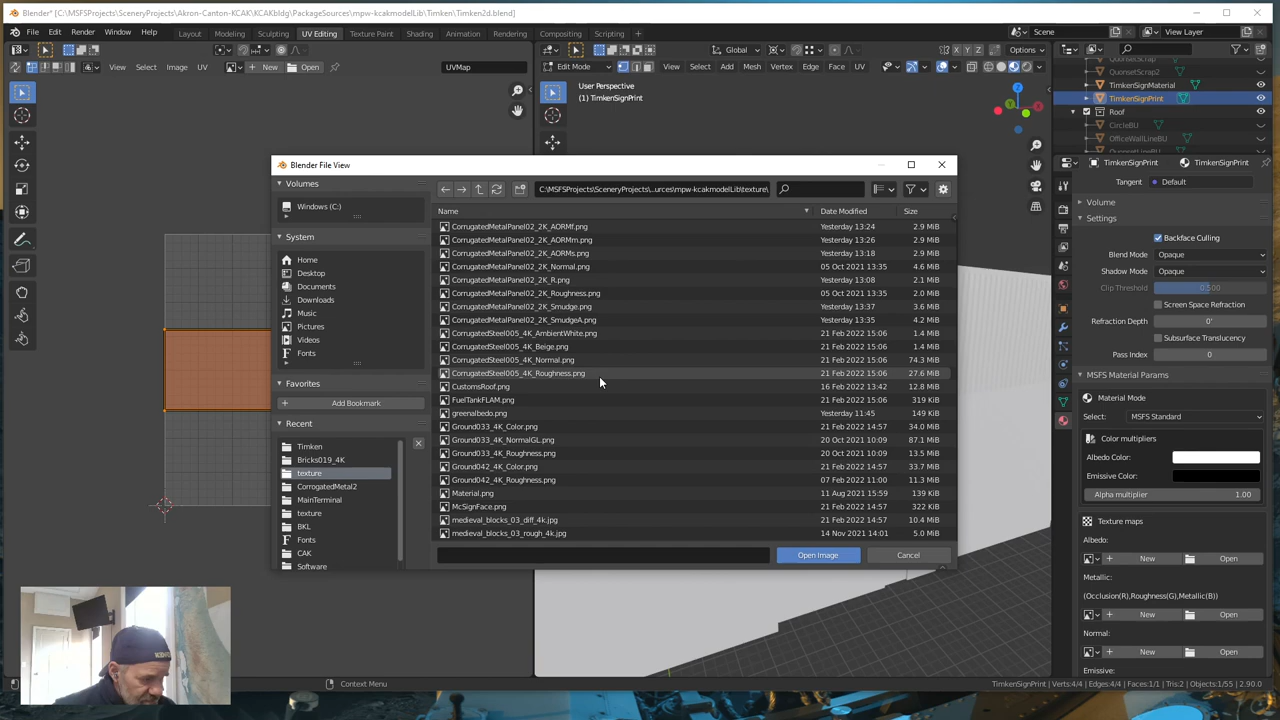 Blender* [C:\MSFSProjects\SceneryProjects\Akron-Canton-KCAK\KCAKbldg\PackageSources\mpw-kcakmodelLib\Timken\Timken2d.blend]
File Edit Render Window Help Layout Modeling Sculpting UV Editing Texture Paint Shading Animation Rendering Compositing Scripting + Scene View Layer
Global Options
View Select Image UV + New Open UVMap Edit Mode View Select Add Mesh Vertex Edge Face UV
QuonsetScrap2
TimkenSignMaterial
TimkenSignPrint
Roof
CircleBU
OfficeWallLineBU
User Perspective
(1) TimkenSignPrint
Z
Blender File View
TimkenSignPrint TimkenSignPrint
Tangent Default
Volume
Settings
Backface Culling
Blend Mode Opaque
Shadow Mode Opaque
Clip Threshold 0.500
Screen Space Refraction
Refraction Depth 0'
Subsurface Translucency
Pass Index 0
MSFS Material Params
Material Mode
Select: MSFS Standard
Color multipliers
Albedo Color:
Emissive Color:
Alpha multiplier 1.00
Texture maps
Albedo:
+ New Open
Metallic:
(Occlusion(R),Roughness(G),Metallic(B))
+ New Open
Normal:
+ New Open
Emissive:
Volumes
Windows (C:)
System
Home
Desktop
Documents
Downloads
Music
Pictures
Videos
Fonts
Favorites
+ Add Bookmark
Recent
Timken
Bricks019_4K
texture
CorrugatedMetal2
MainTerminal
texture
BKL
Fonts
CAK
Software
C:\MSFSProjects\SceneryProjects\...urces\mpw-kcakmodelLib\texture\
Name Date Modified Size
CorrugatedMetalPanel02_2K_AORMf.png Yesterday 13:24 2.9 MiB
CorrugatedMetalPanel02_2K_AORMm.png Yesterday 13:26 2.9 MiB
CorrugatedMetalPanel02_2K_AORMs.png Yesterday 13:18 2.9 MiB
CorrugatedMetalPanel02_2K_Normal.png 05 Oct 2021 13:35 4.6 MiB
CorrugatedMetalPanel02_2K_R.png Yesterday 13:08 2.1 MiB
CorrugatedMetalPanel02_2K_Roughness.png 05 Oct 2021 13:35 2.0 MiB
CorrugatedMetalPanel02_2K_Smudge.png Yesterday 13:37 3.6 MiB
CorrugatedMetalPanel02_2K_SmudgeA.png Yesterday 13:35 4.2 MiB
CorrugatedSteel005_4K_AmbientWhite.png 21 Feb 2022 15:06 1.4 MiB
CorrugatedSteel005_4K_Beige.png 21 Feb 2022 15:06 1.4 MiB
CorrugatedSteel005_4K_Normal.png 21 Feb 2022 15:06 74.3 MiB
CorrugatedSteel005_4K_Roughness.png 21 Feb 2022 15:06 27.6 MiB
CustomsRoof.png 16 Feb 2022 13:42 12.8 MiB
FuelTankFLAM.png 21 Feb 2022 15:06 319 KiB
greenalbedo.png Yesterday 11:45 149 KiB
Ground033_4K_Color.png 21 Feb 2022 14:57 34.0 MiB
Ground033_4K_NormalGL.png 20 Oct 2021 10:09 87.1 MiB
Ground033_4K_Roughness.png 20 Oct 2021 10:09 13.5 MiB
Ground042_4K_Color.png 21 Feb 2022 14:57 33.7 MiB
Ground042_4K_Roughness.png 07 Feb 2022 11:00 11.3 MiB
Material.png 11 Aug 2021 15:59 139 KiB
McSignFace.png 21 Feb 2022 14:57 322 KiB
medieval_blocks_03_diff_4k.jpg 21 Feb 2022 14:57 10.4 MiB
medieval_blocks_03_rough_4k.jpg 14 Nov 2021 14:01 5.0 MiB
Open Image Cancel
Context Menu
TimkenSignPrint | Verts:4/4 | Edges:4/4 | Faces:1/1 | Tris:2 | Objects:1/55 | 2.90.0